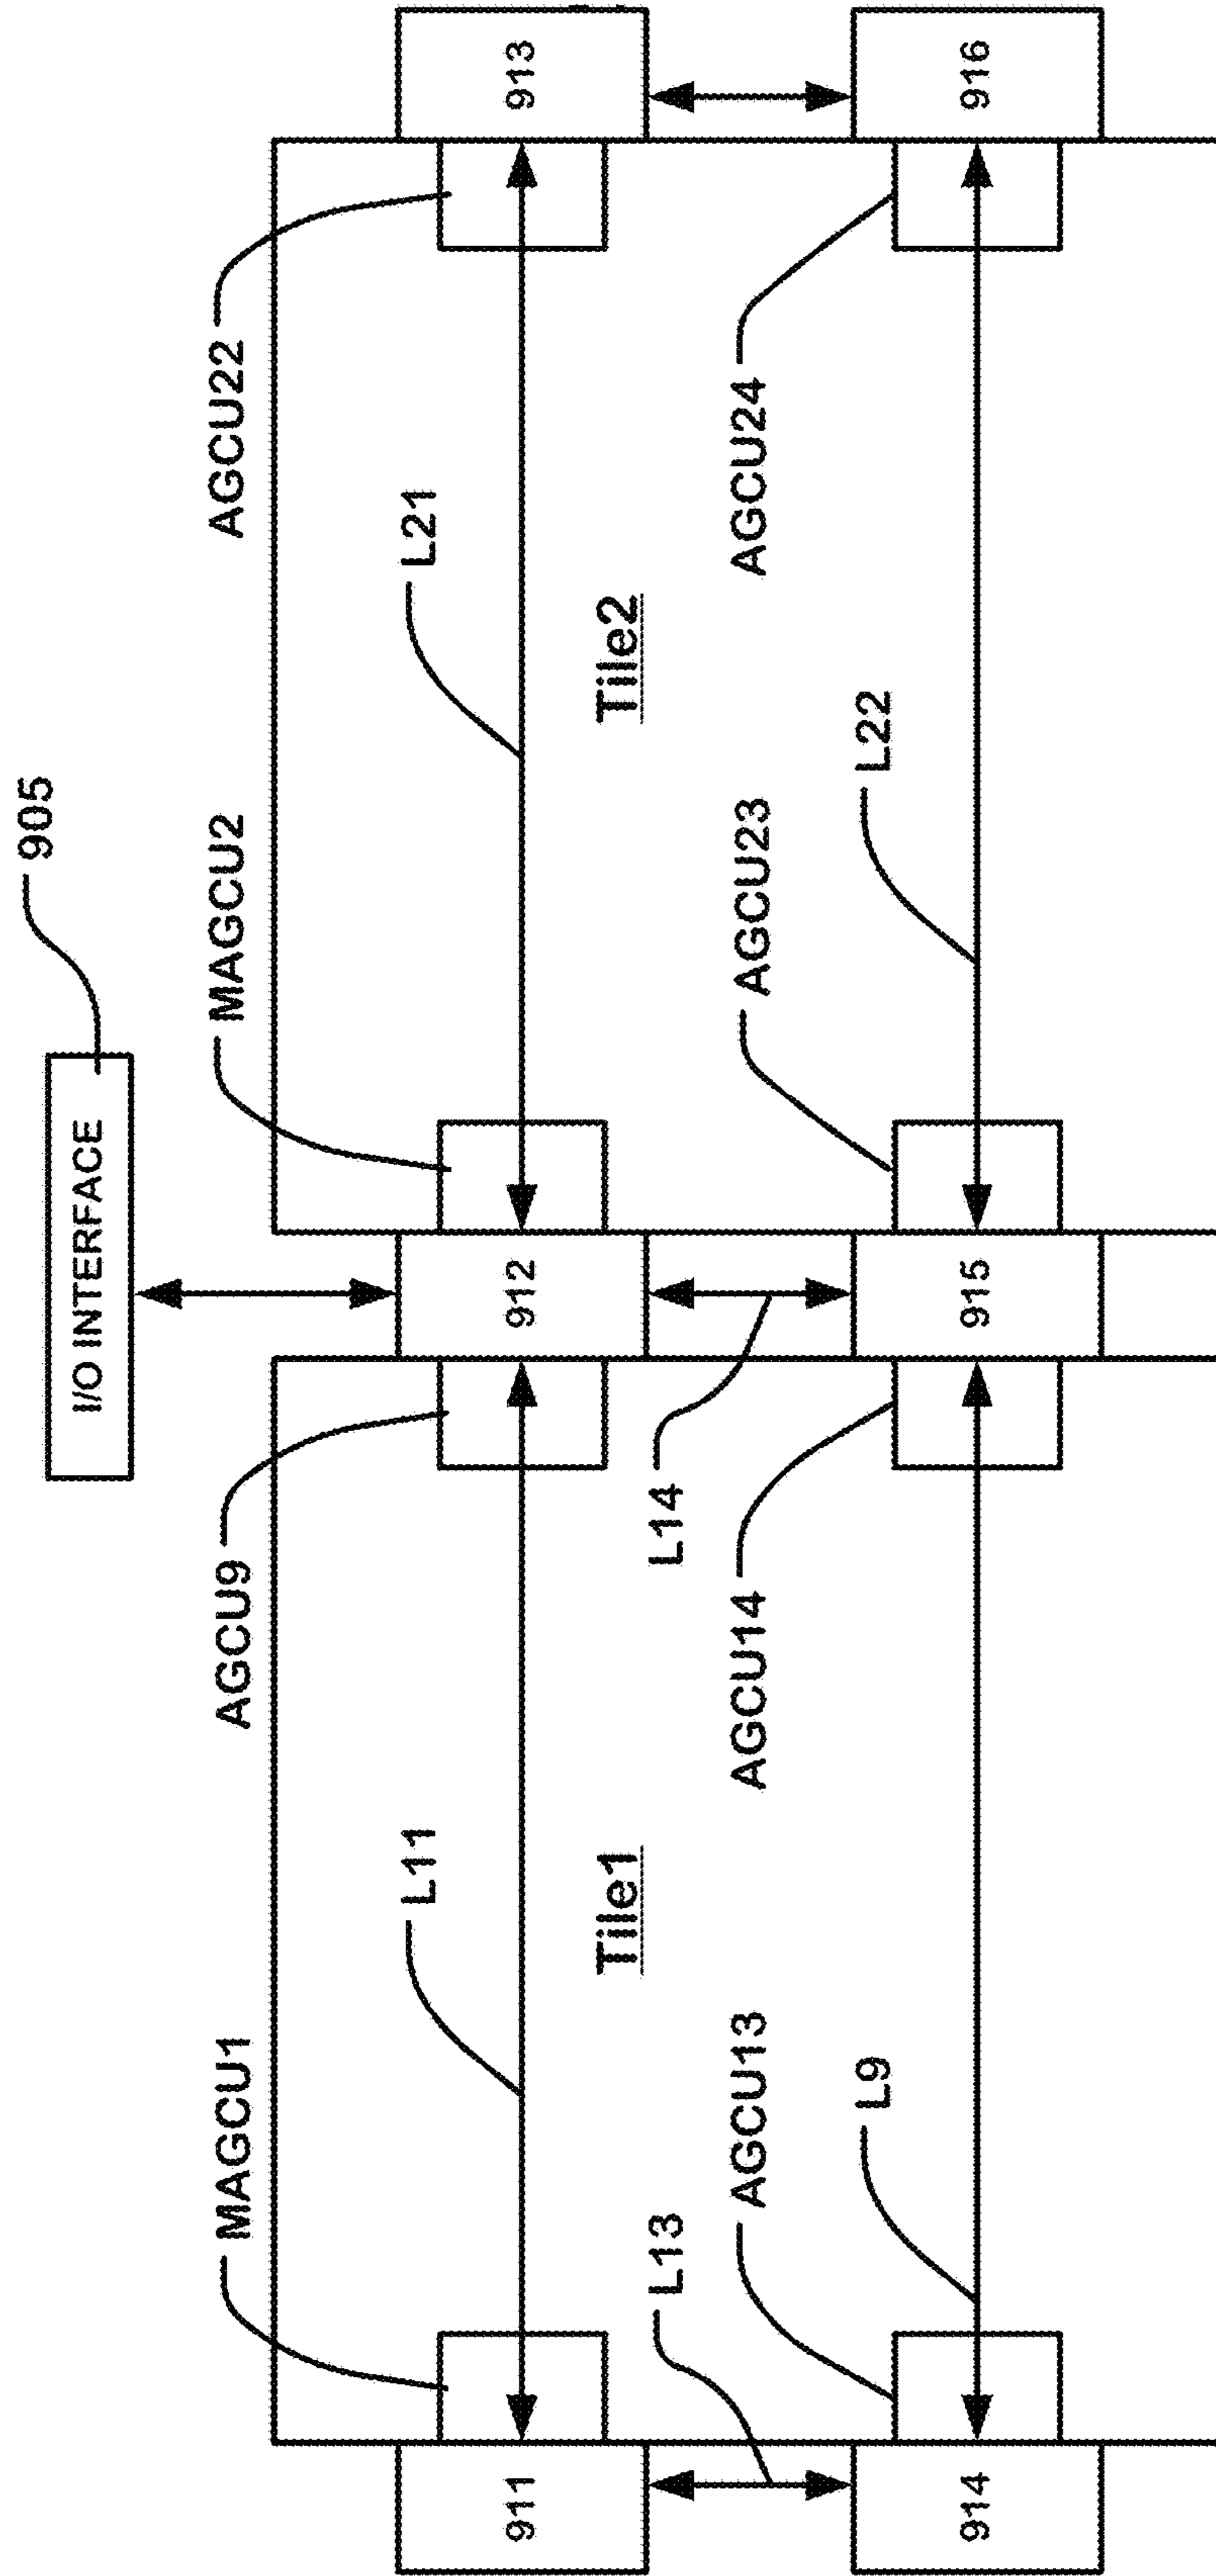 905
I/O INTERFACE
MAGCU1
AGCU9
MAGCU2
AGCU22
L11
L21
911
912
913
Tile1
Tile2
L13
L14
AGCU13
AGCU14
AGCU23
AGCU24
L9
L22
914
915
916